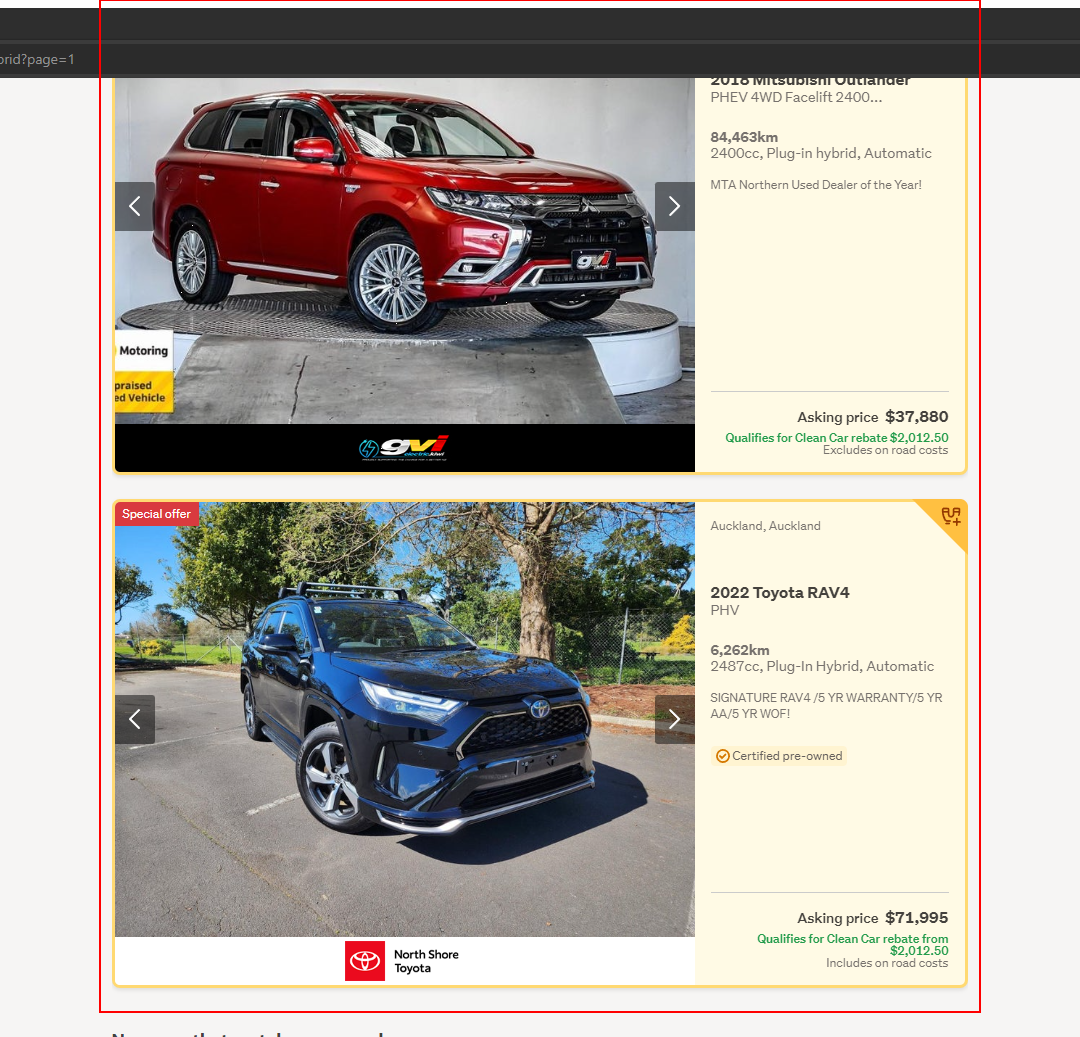 brid?page=1
2018 Mitsubishi Outlander
PHEV 4WD Facelift 2400...
84,463km
2400cc, Plug-in hybrid, Automatic
MTA Northern Used Dealer of the Year!
gvi
Motoring
praised
ed Vehicle
gvi
electric.kiwi
Asking price $37,880
Qualifies for Clean Car rebate $2,012.50
Excludes on road costs
Special offer
Auckland, Auckland
2022 Toyota RAV4
PHV
6,262km
2487cc, Plug-In Hybrid, Automatic
SIGNATURE RAV4 /5 YR WARRANTY/5 YR
AA/5 YR WOF!
Certified pre-owned
Asking price $71,995
Qualifies for Clean Car rebate from
$2,012.50
Includes on road costs
North Shore
Toyota